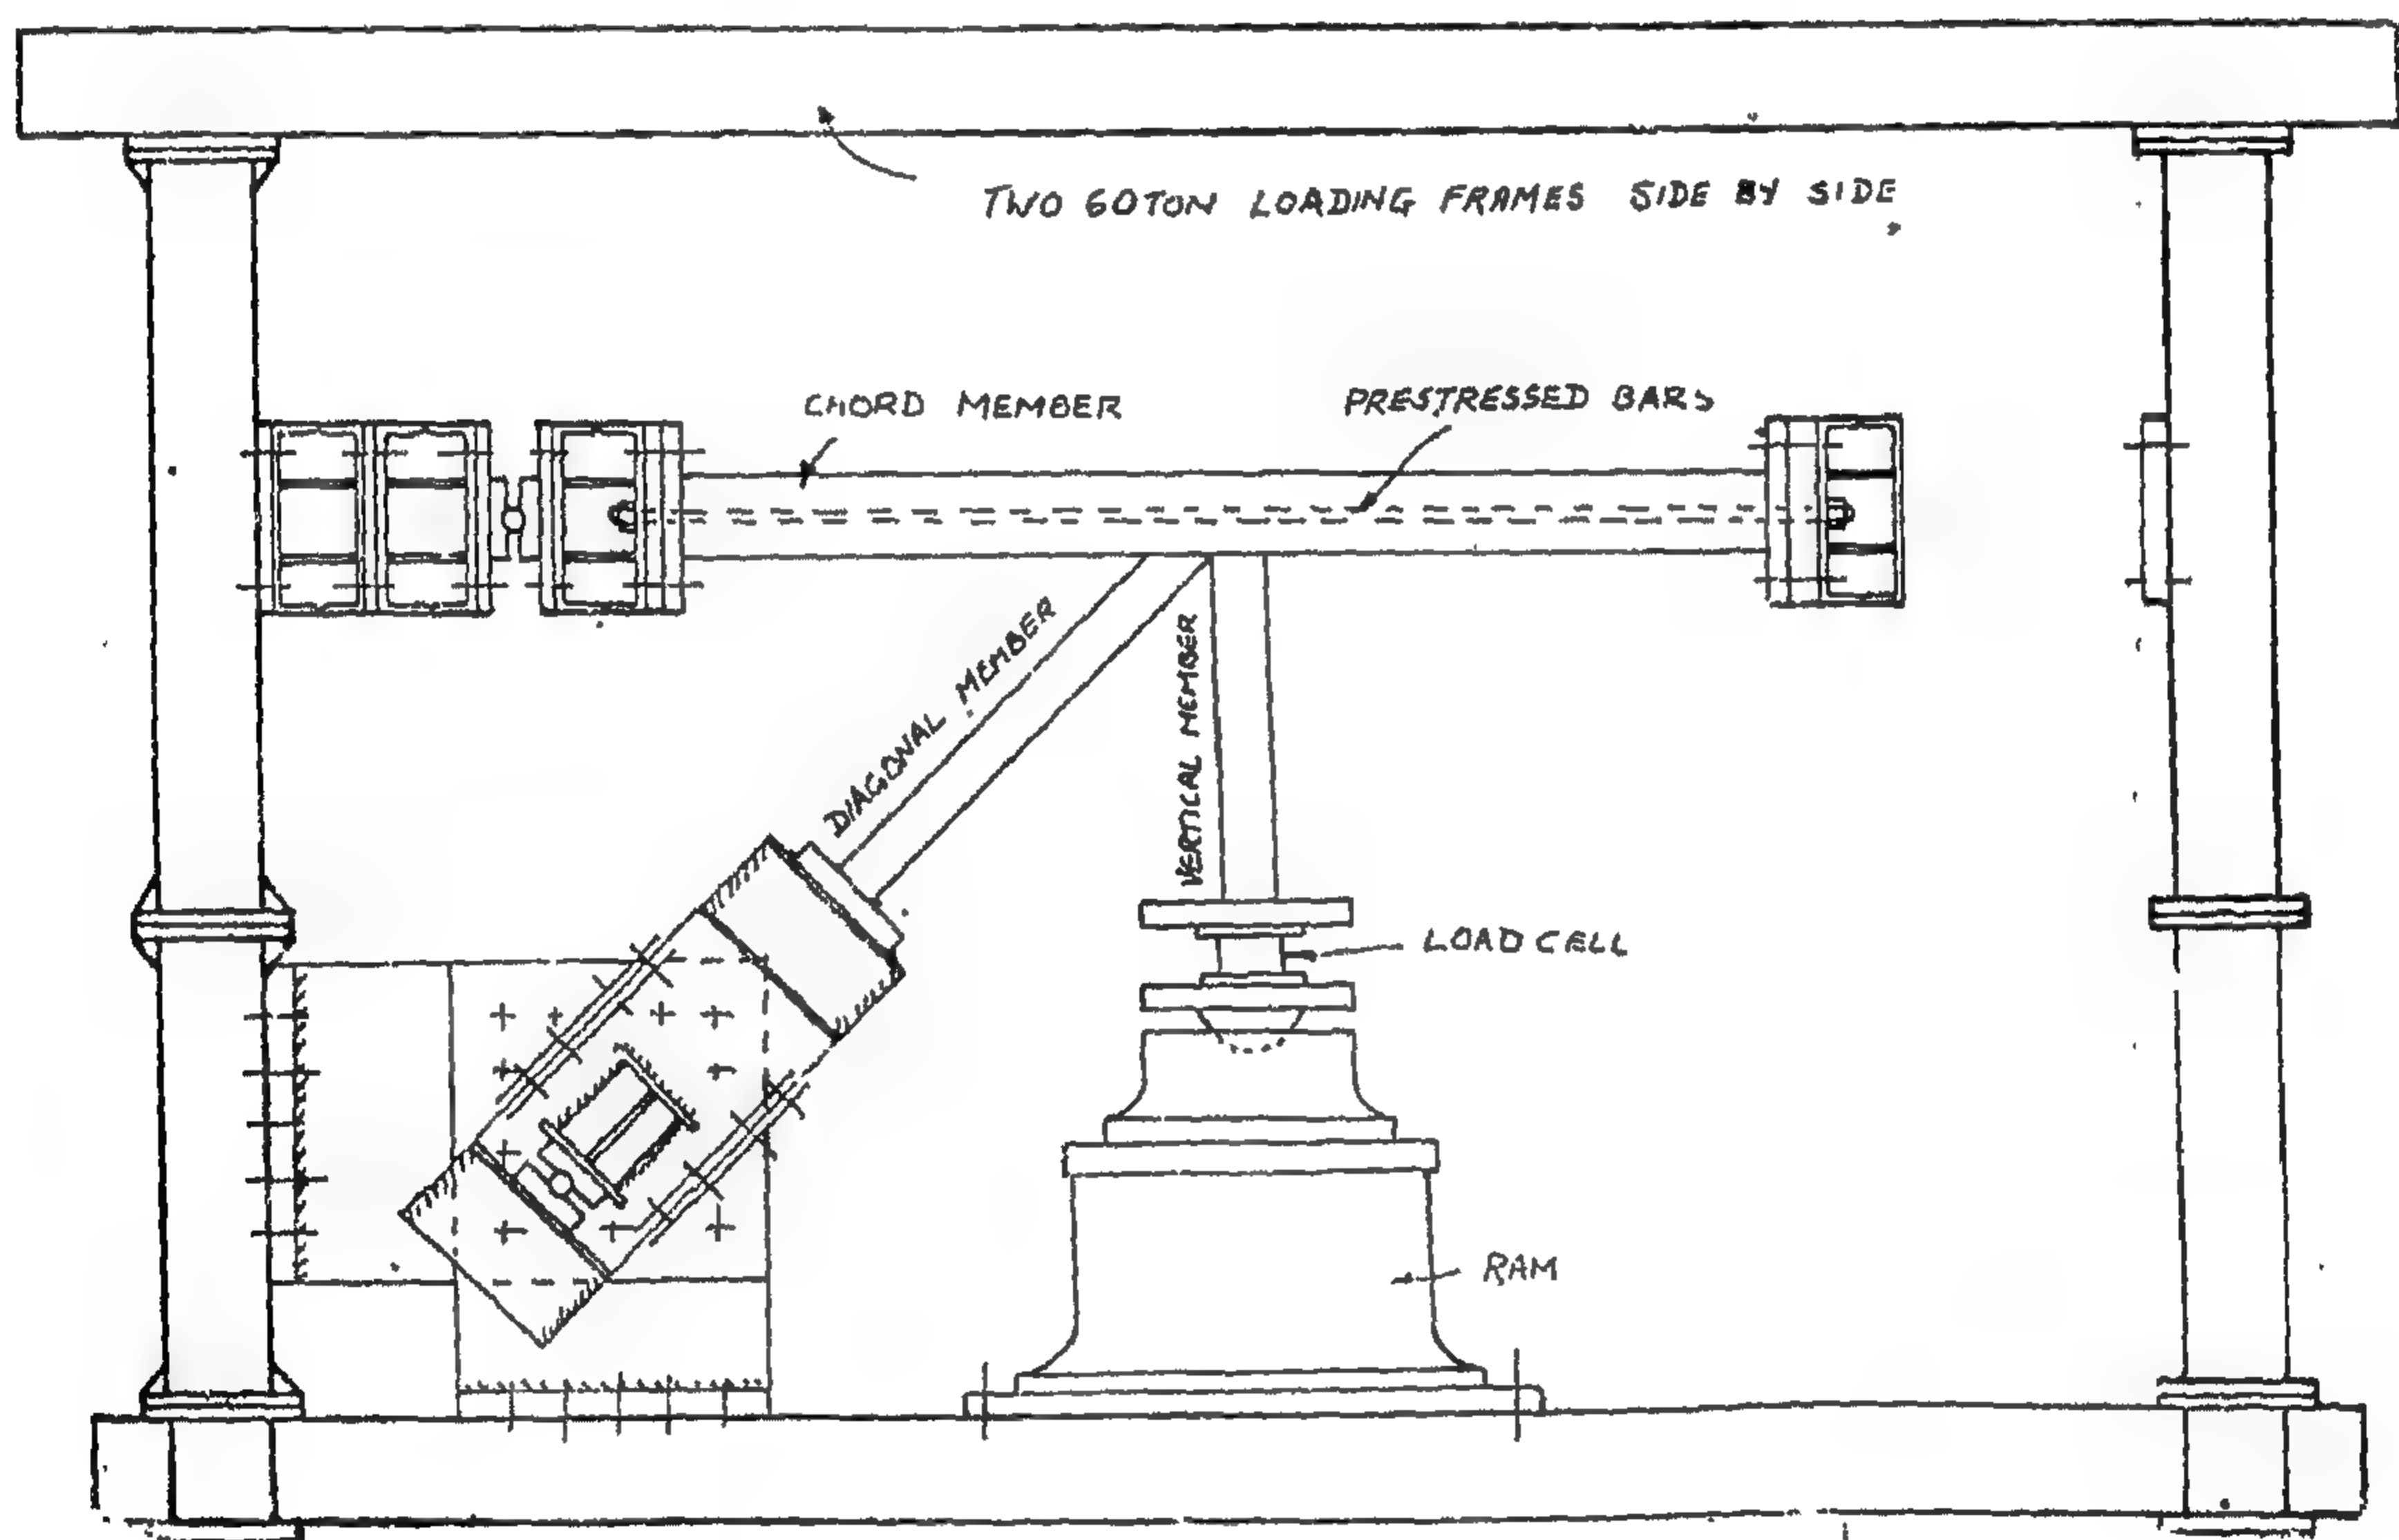 TWO 60TON LOADING FRAMES SIDE BY SIDE
CHORD MEMBER
PRESTRESSED BARS
DIAGONAL MEMBER
VERTICAL MEMBER
LOAD CELL
RAM